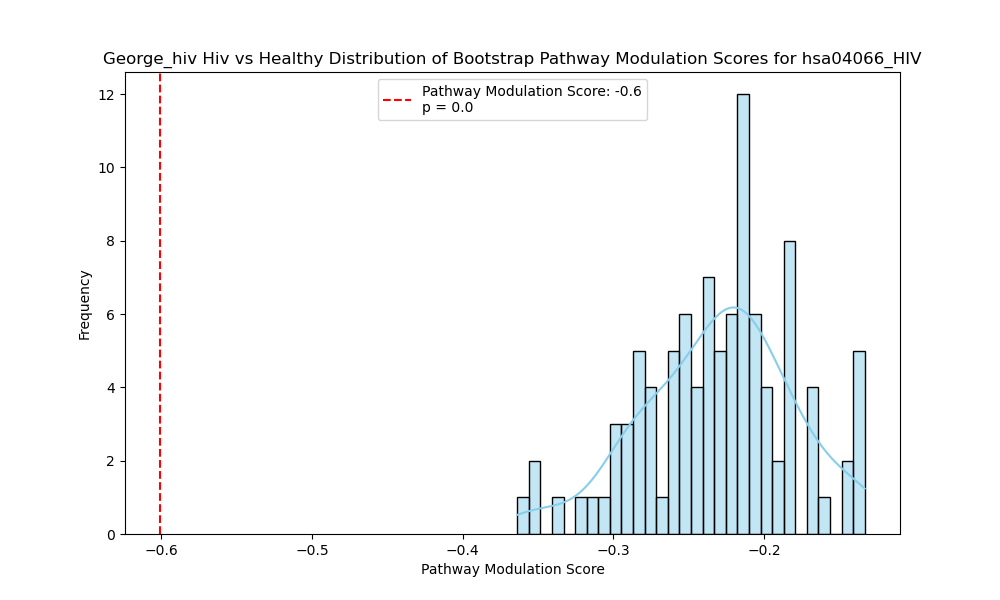 George_hiv Hiv vs Healthy Distribution of Bootstrap Pathway Modulation Scores for hsa04066_HIV
Pathway Modulation Score: -0.6
p = 0.0
Frequency
12
10
8
6
4
2
0
−0.6
−0.5
−0.4
−0.3
−0.2
Pathway Modulation Score